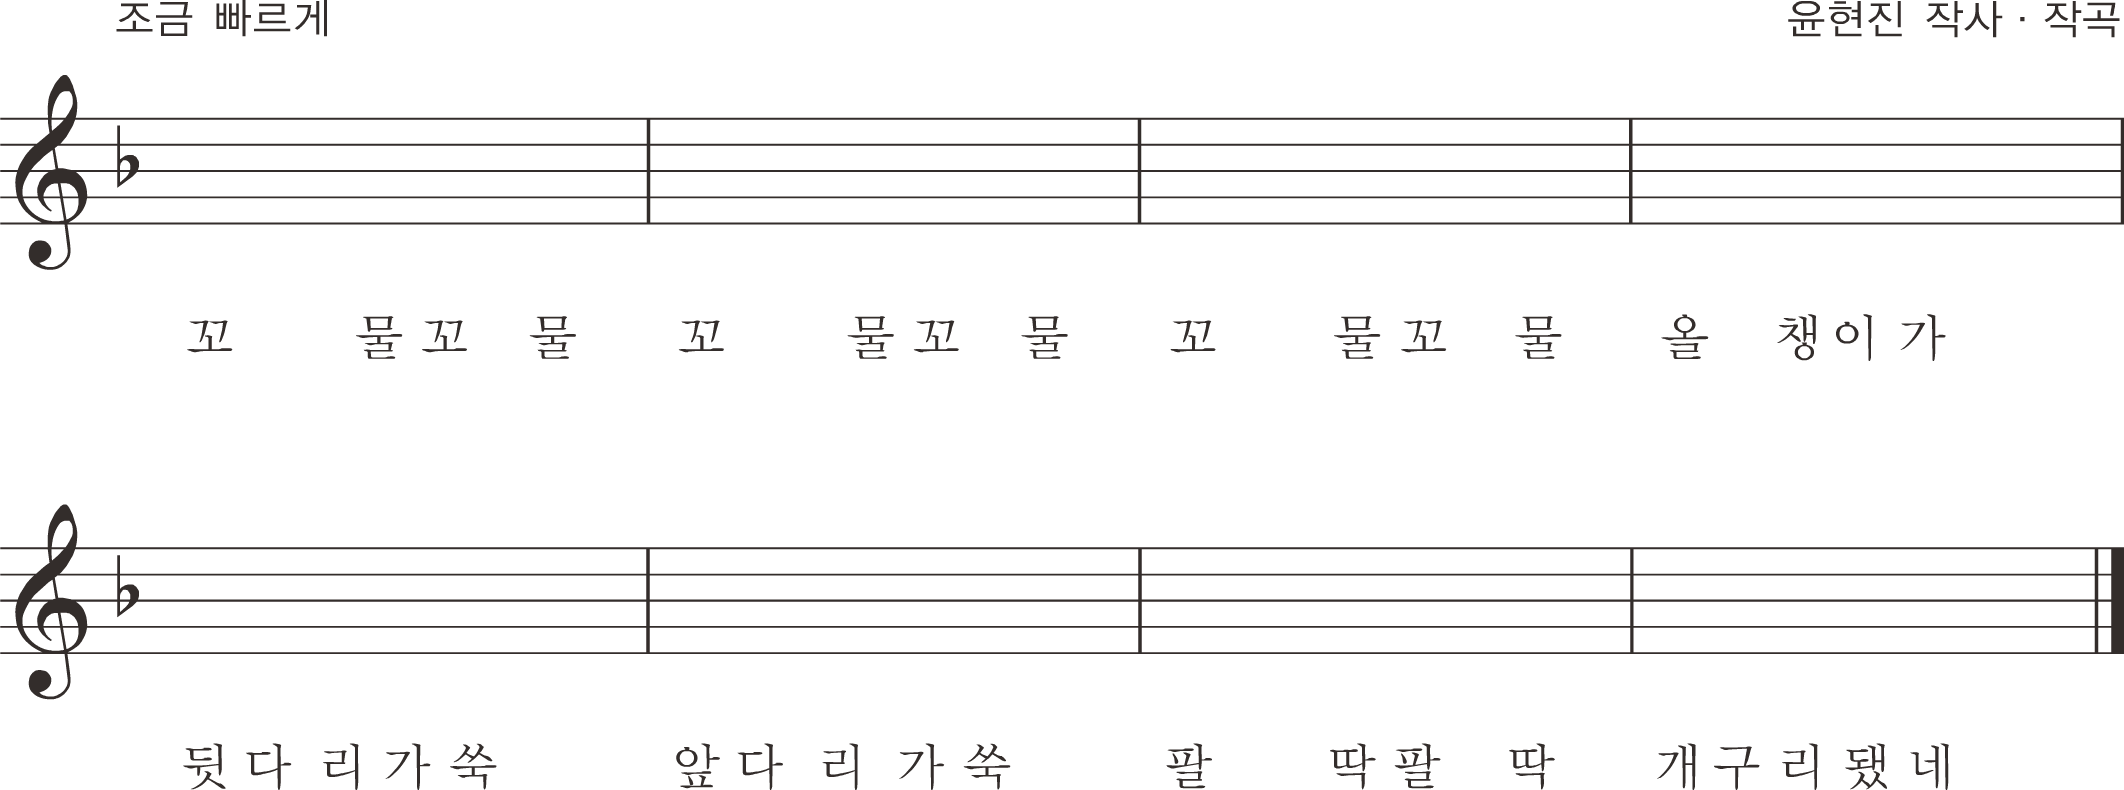 조금 빠르게 윤현진 작사 · 작곡
꼬 물꼬 물 꼬 물꼬 물 꼬 물꼬 물 올 챙이 가
뒷다리가쑥 앞다리가쑥 팔 딱팔 딱 개구리됐네